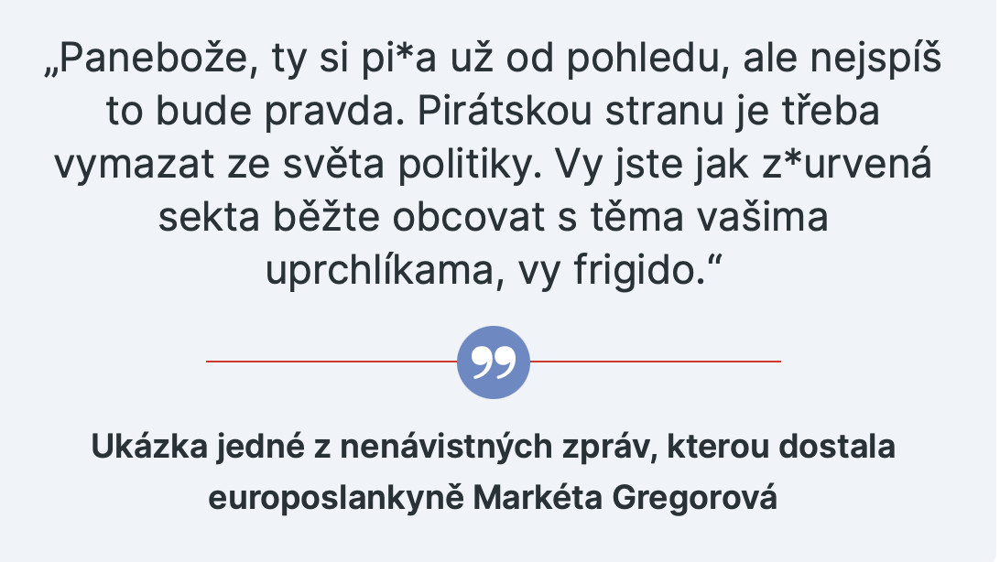 „Panebože, ty si pi*a už od pohledu, ale nejspíš
to bude pravda. Pirátskou stranu je třeba
vymazat ze světa politiky. Vy jste jak z*urvená
sekta běžte obcovat s těma vašima
uprchlíkama, vy frigido.“
Ukázka jedné z nenávistných zpráv, kterou dostala
europoslankyně Markéta Gregorová